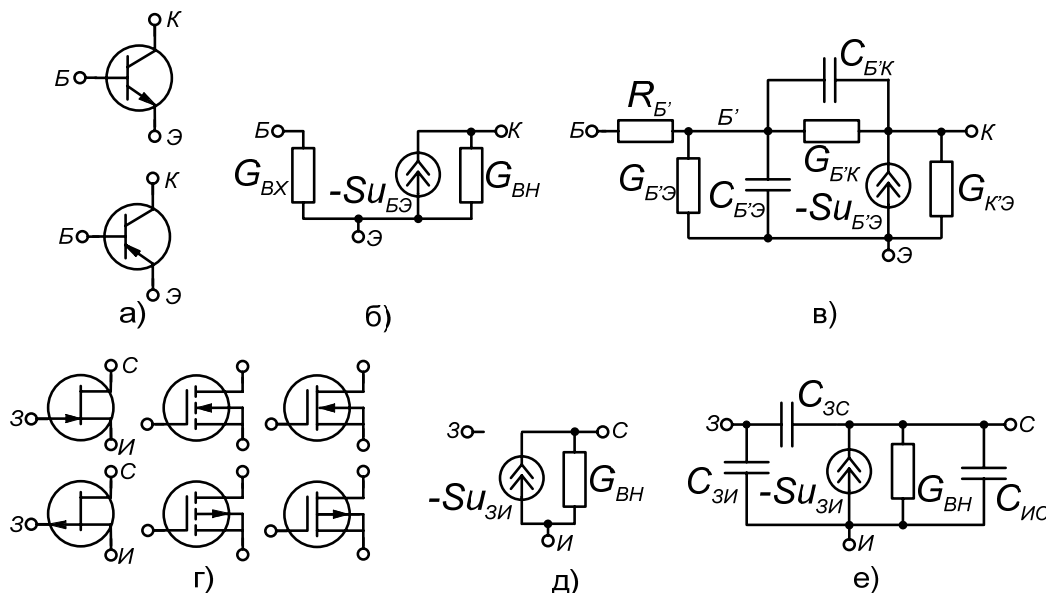 К
Б
Э
К
Б
Э
а)
Б
К
G_ВХ
-Su_БЭ
G_ВН
Э
б)
C_Б'К
R_Б'
Б
Б'
К
G_Б'К
G_Б'Э
C_Б'Э
-Su_Б'Э
G_К'Э
Э
в)
С
З
И
С
З
И
г)
З
С
-Su_ЗИ
G_ВН
И
д)
C_ЗС
З
С
C_ЗИ
-Su_ЗИ
G_ВН
C_ИС
И
е)